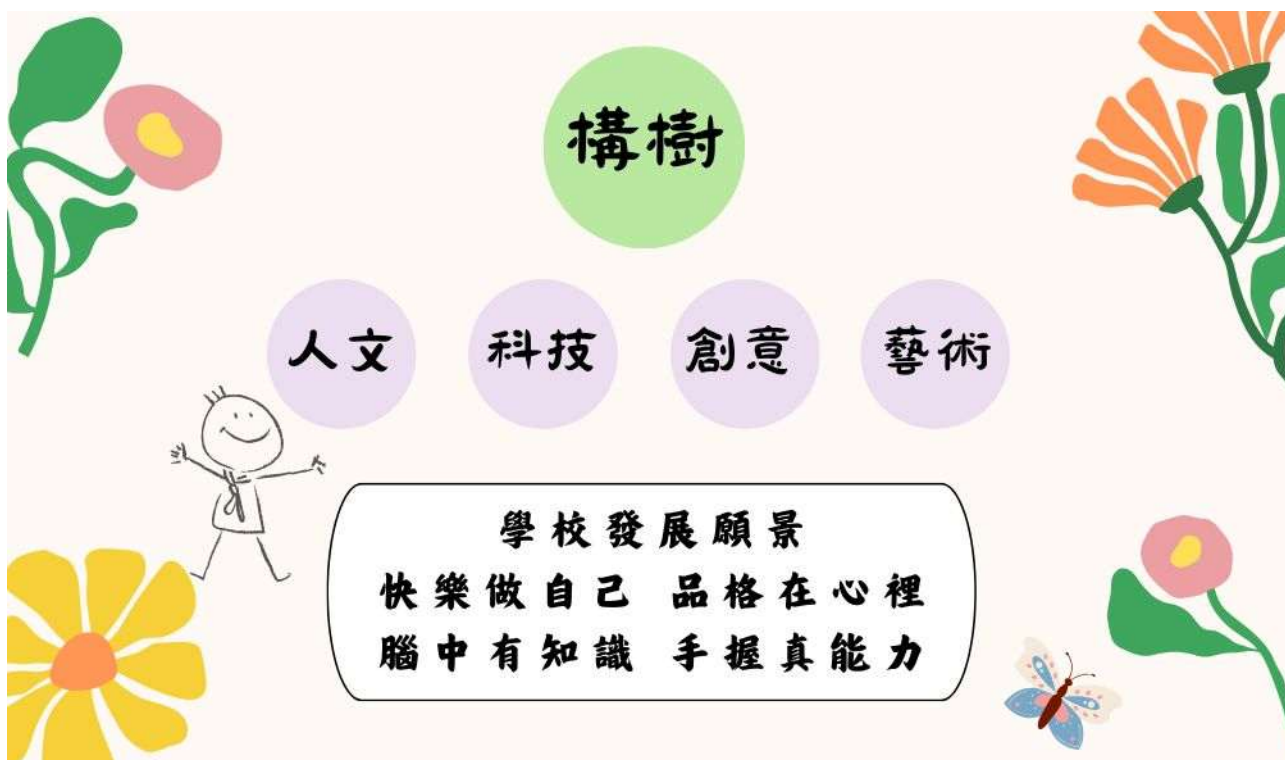 構樹
人文 科技 創意 藝術
學校發展願景
快樂做自己 品格在心裡
腦中有知識 手握真能力